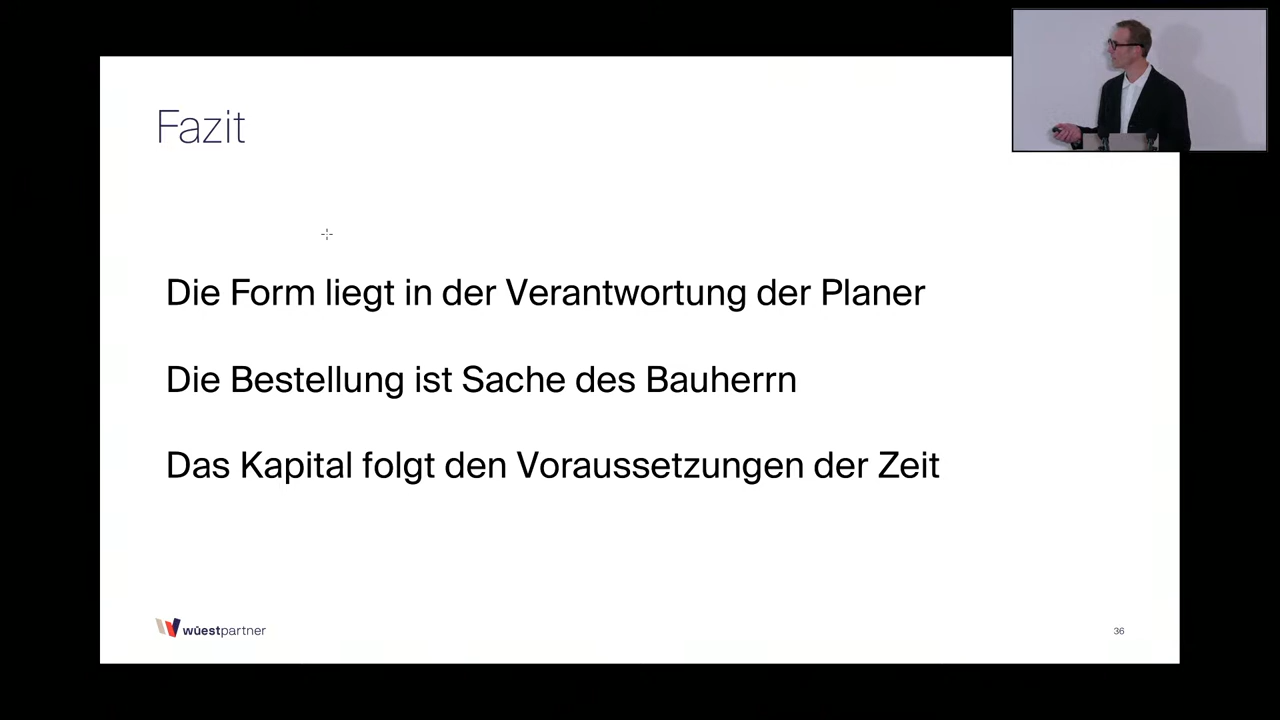 Fazit
Die Form liegt in der Verantwortung der Planer
Die Bestellung ist Sache des Bauherrn
Das Kapital folgt den Voraussetzungen der Zeit
wüestpartner
36